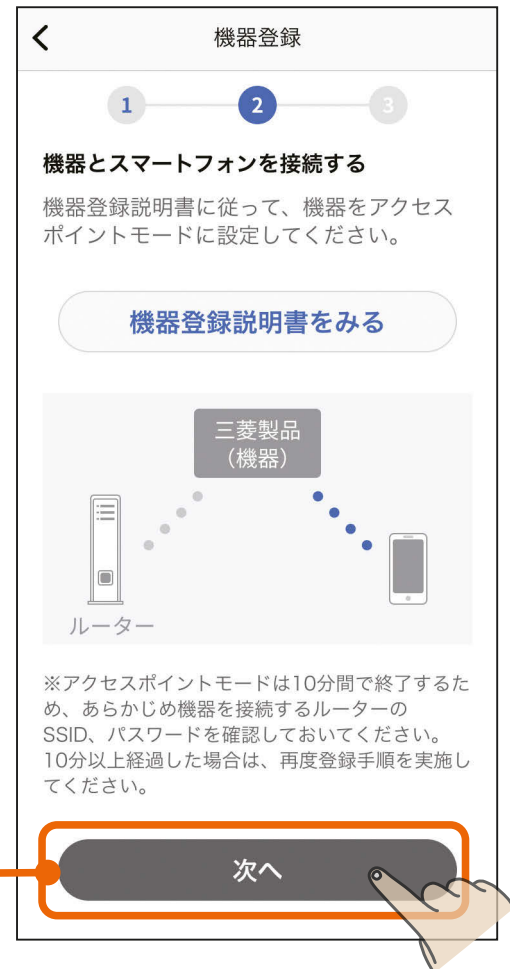 機器登録
1 2 3
機器とスマートフォンを接続する
機器登録説明書に従って、機器をアクセス
ポイントモードに設定してください。
機器登録説明書をみる
三菱製品
（機器）
ルーター
※アクセスポイントモードは10分間で終了するた
め、あらかじめ機器を接続するルーターの
SSID、パスワードを確認しておいてください。
10分以上経過した場合は、再度登録手順を実施し
てください。
次へ